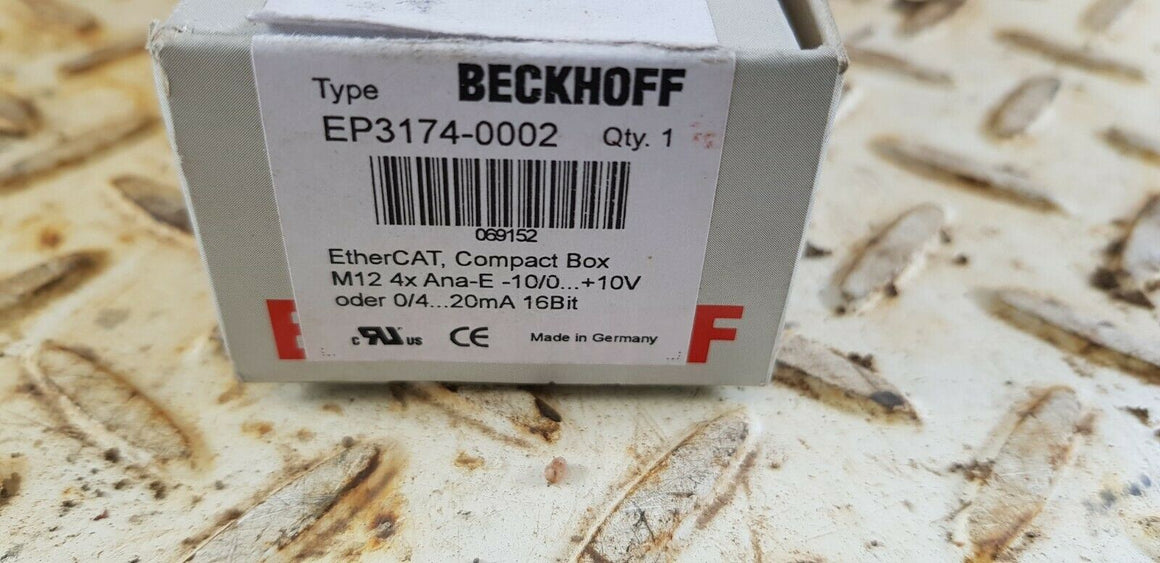 Type BECKHOFF
EP3174-0002 Qty. 1
069152
EtherCAT, Compact Box
M12 4x Ana-E -10/0...+10V
oder 0/4...20mA 16Bit
c RU US CE Made in Germany
F